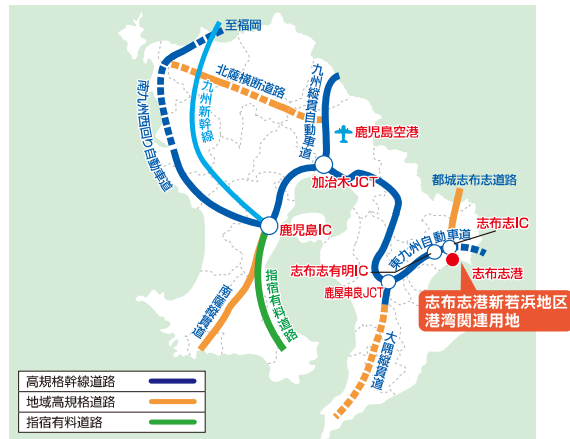 至福岡
北薩横断道路
九州新幹線
南九州西回り自動車道
九州縦貫自動車道
鹿児島空港
加治木JCT
都城志布志道路
志布志IC
東九州自動車道
鹿児島IC
志布志有明IC
志布志港
鹿屋串良JCT
志布志港新若浜地区
港湾関連用地
指宿有料道路
南薩縦貫道
大隅縦貫道
高規格幹線道路
地域高規格道路
指宿有料道路